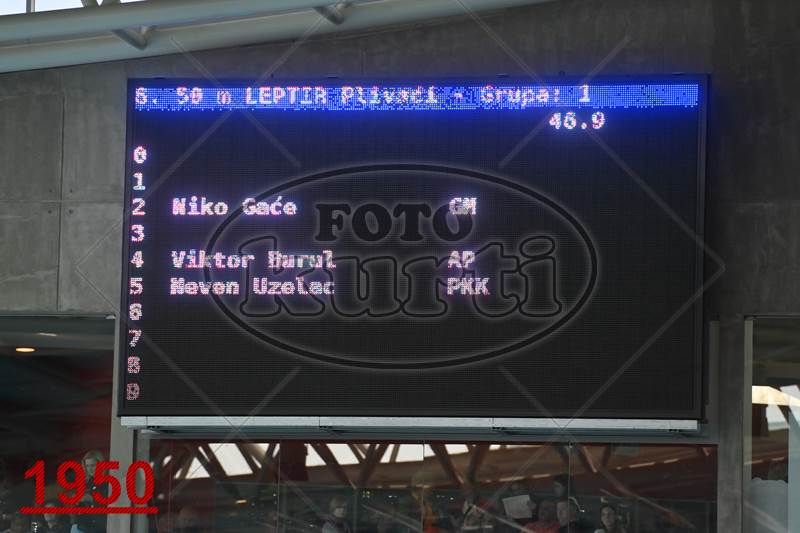 6. 50 m LEPTIR Plivači - Grupa: 1
46.9
0
1
2 Niko Gaće GM
3
4 Viktor Burul AP
5 Neven Uzelac PKK
6
7
8
9
FOTO
kurti
1950